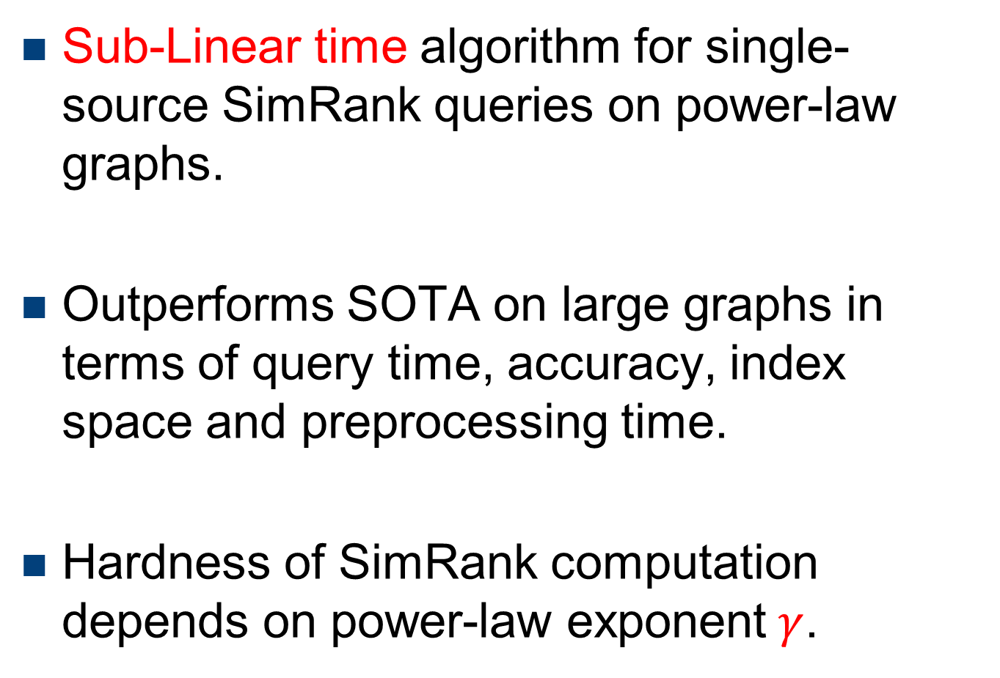 Sub-Linear time algorithm for single-
source SimRank queries on power-law
graphs.
Outperforms SOTA on large graphs in
terms of query time, accuracy, index
space and preprocessing time.
Hardness of SimRank computation
depends on power-law exponent γ.